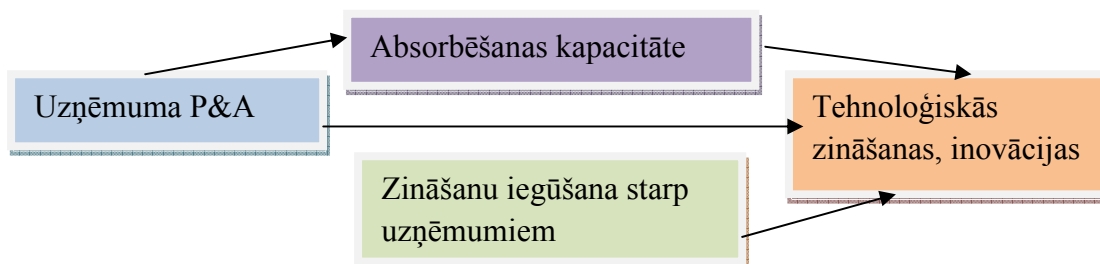 Absorbēšanas kapacitāte
Uzņēmuma P&A
Tehnoloģiskās
zināšanas, inovācijas
Zināšanu iegūšana starp
uzņēmumiem